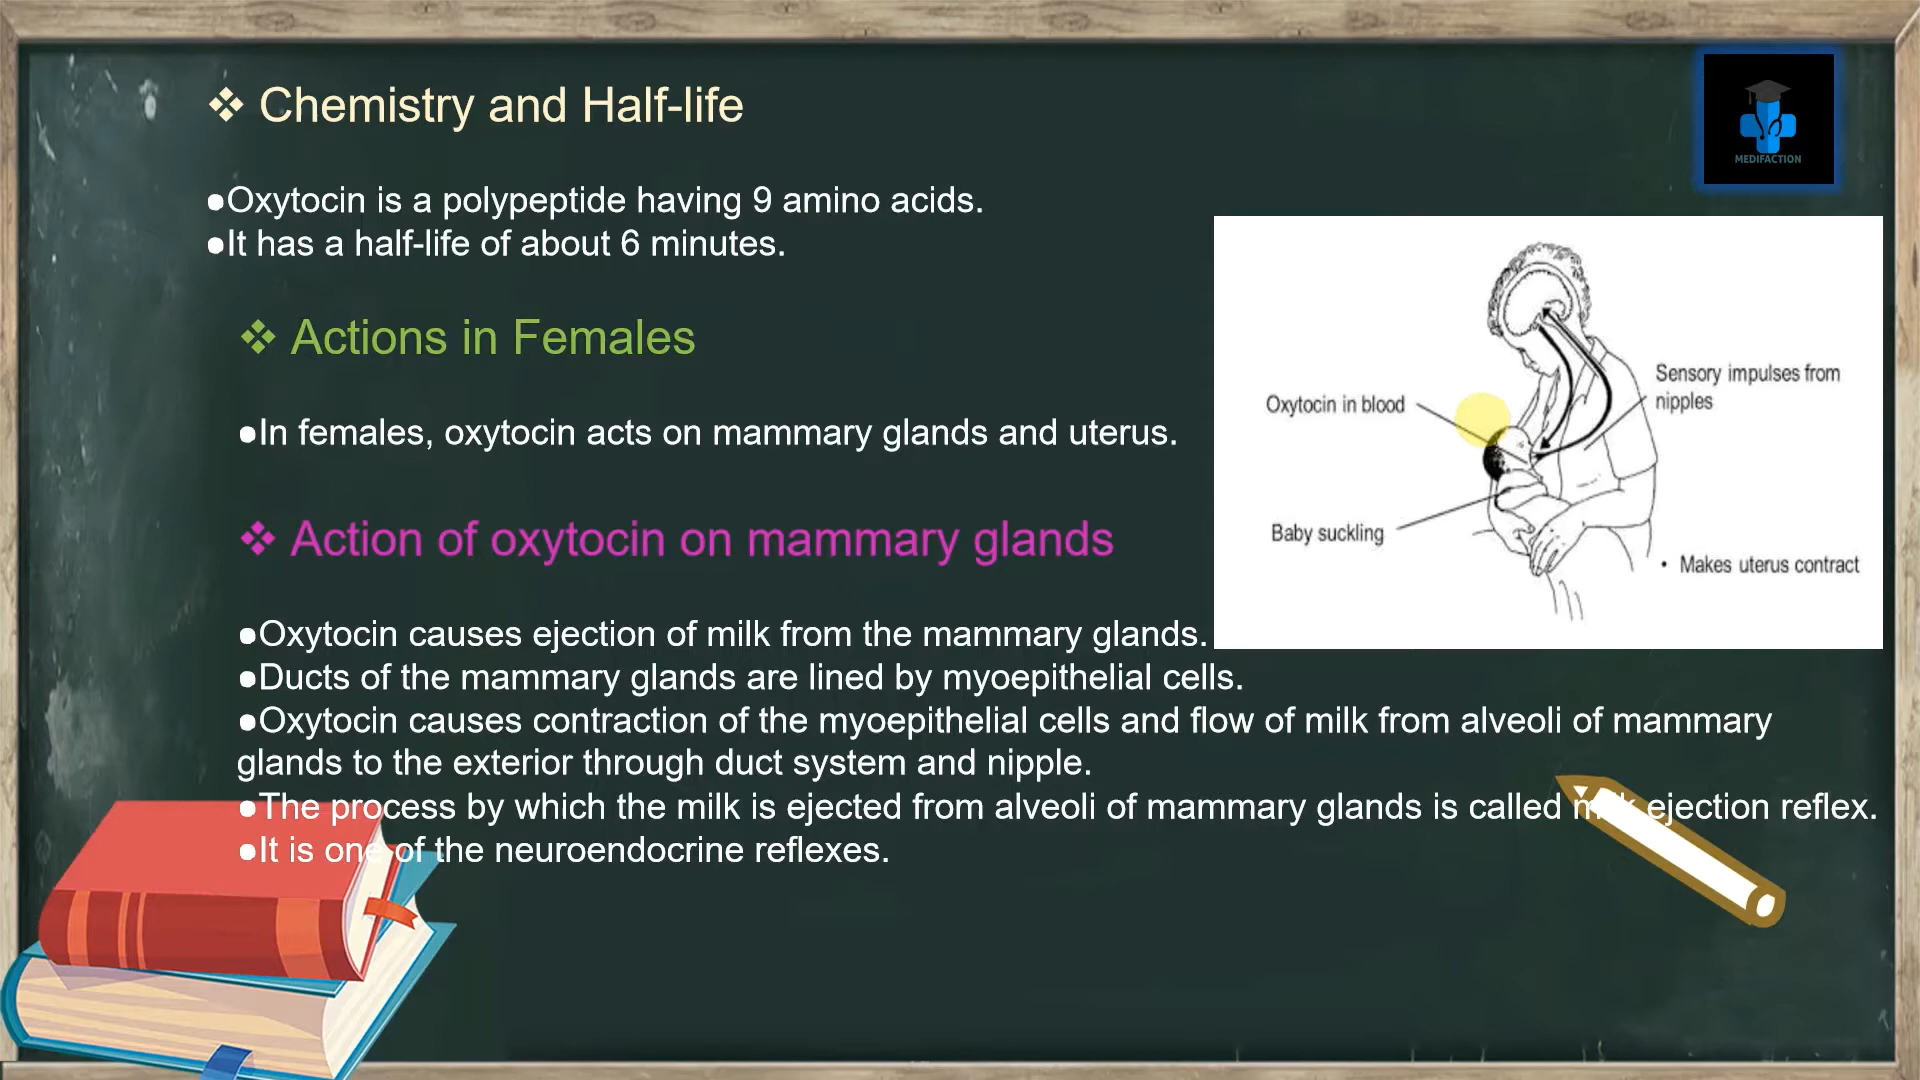 ❖ Chemistry and Half-life
MEDIFACTION
●Oxytocin is a polypeptide having 9 amino acids.
●It has a half-life of about 6 minutes.
❖ Actions in Females
●In females, oxytocin acts on mammary glands and uterus.
Sensory impulses from
nipples
Oxytocin in blood
Baby suckling
• Makes uterus contract
❖ Action of oxytocin on mammary glands
●Oxytocin causes ejection of milk from the mammary glands.
●Ducts of the mammary glands are lined by myoepithelial cells.
●Oxytocin causes contraction of the myoepithelial cells and flow of milk from alveoli of mammary
glands to the exterior through duct system and nipple.
●The process by which the milk is ejected from alveoli of mammary glands is called milk ejection reflex.
●It is one of the neuroendocrine reflexes.